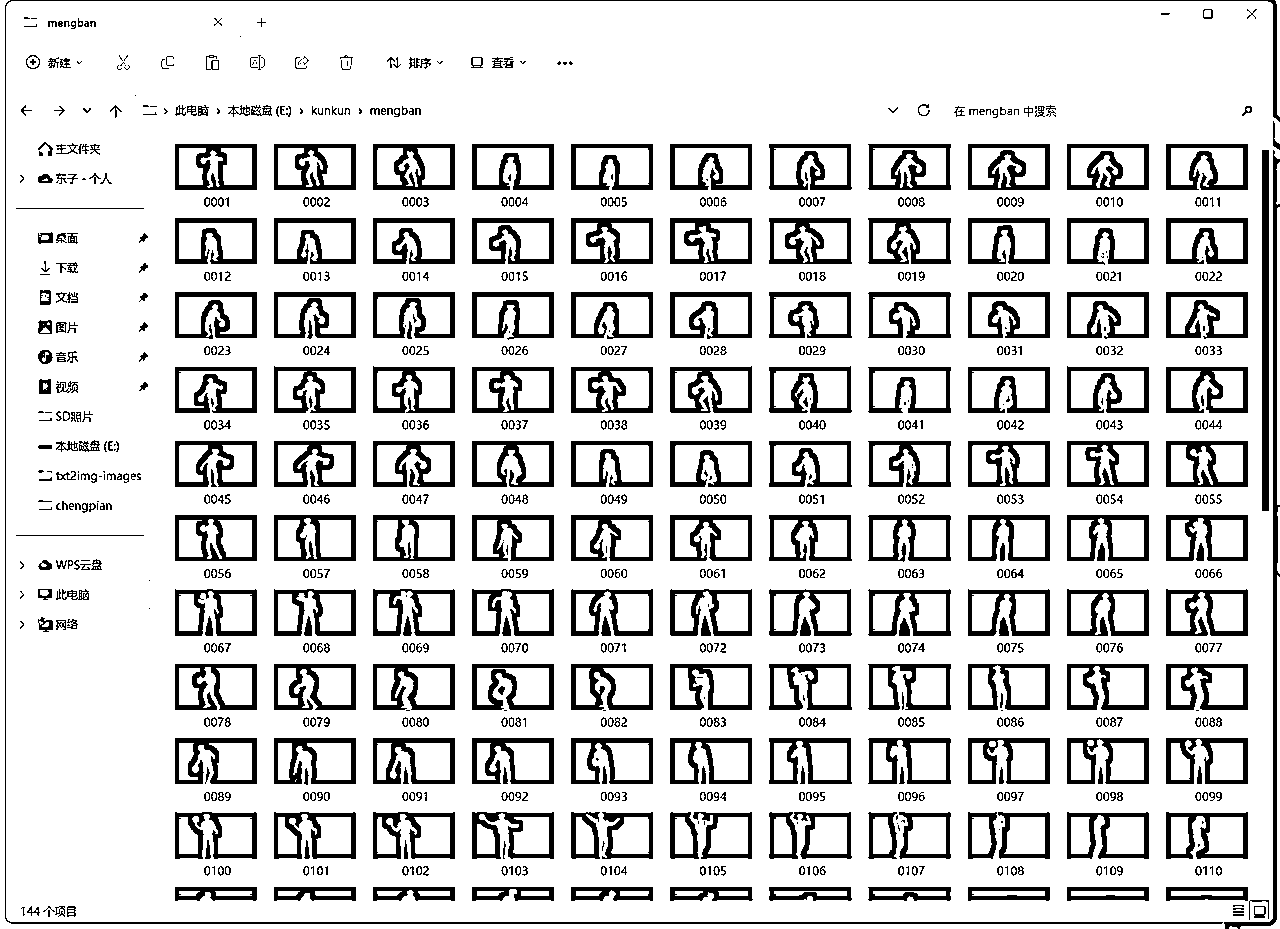 mengban
新建
排序
查看
此电脑 › 本地磁盘 (E:) › kunkun › mengban
在 mengban 中搜索
主文件夹
东子 - 个人
桌面
下载
文档
图片
音乐
视频
SD照片
本地磁盘 (E:)
txt2img-images
chengpian
WPS云盘
此电脑
网络
0001 0002 0003 0004 0005 0006 0007 0008 0009 0010 0011
0012 0013 0014 0015 0016 0017 0018 0019 0020 0021 0022
0023 0024 0025 0026 0027 0028 0029 0030 0031 0032 0033
0034 0035 0036 0037 0038 0039 0040 0041 0042 0043 0044
0045 0046 0047 0048 0049 0050 0051 0052 0053 0054 0055
0056 0057 0058 0059 0060 0061 0062 0063 0064 0065 0066
0067 0068 0069 0070 0071 0072 0073 0074 0075 0076 0077
0078 0079 0080 0081 0082 0083 0084 0085 0086 0087 0088
0089 0090 0091 0092 0093 0094 0095 0096 0097 0098 0099
0100 0101 0102 0103 0104 0105 0106 0107 0108 0109 0110
144 个项目